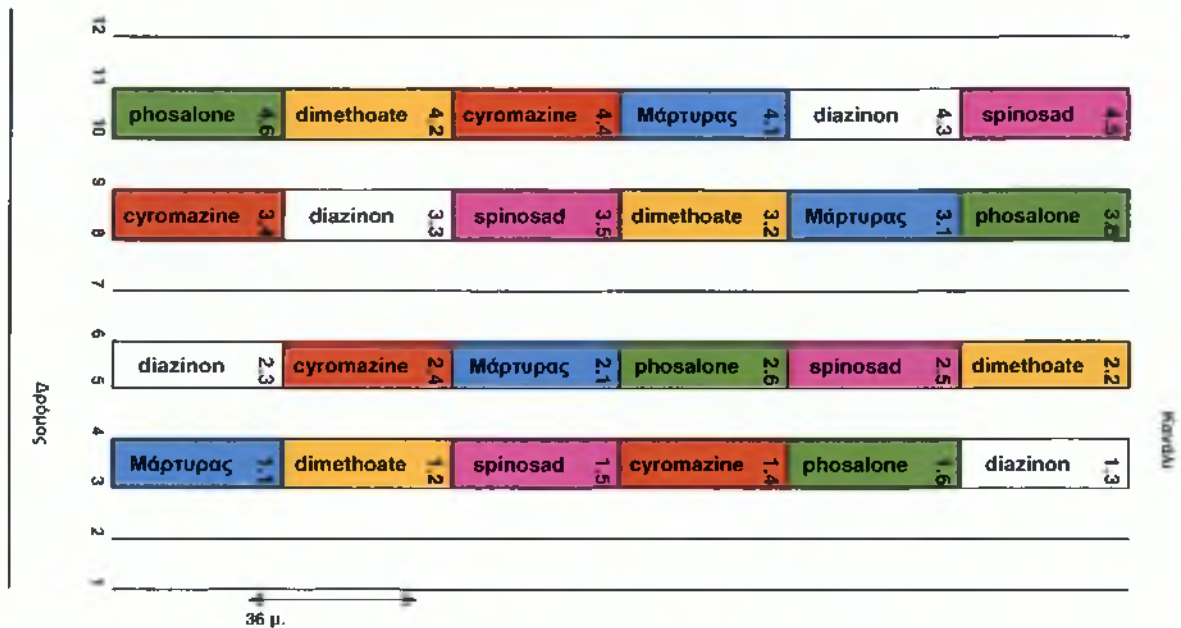 12
11
phosalone 4.6 dimethoate 4.2 cyromazine 4.4 Μάρτυρας 4.1 diazinon 4.3 spinosad 4.5
10
9
cyromazine 3.4 diazinon 3.3 spinosad 3.5 dimethoate 3.2 Μάρτυρας 3.1 phosalone 3.6
8
7
6
diazinon 2.3 cyromazine 2.4 Μάρτυρας 2.1 phosalone 2.6 spinosad 2.5 dimethoate 2.2
5
Δρόμος
Κανάλι
4
Μάρτυρας 1.1 dimethoate 1.2 spinosad 1.5 cyromazine 1.4 phosalone 1.6 diazinon 1.3
3
2
1
36 μ.